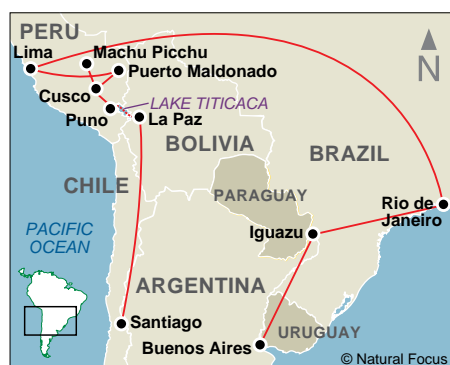 PERU
Lima
Machu Picchu
Puerto Maldonado
N
Cusco
LAKE TITICACA
Puno
La Paz
BOLIVIA
BRAZIL
CHILE
PARAGUAY
Rio de
Janeiro
PACIFIC
OCEAN
Iguazu
ARGENTINA
Santiago
URUGUAY
Buenos Aires
© Natural Focus